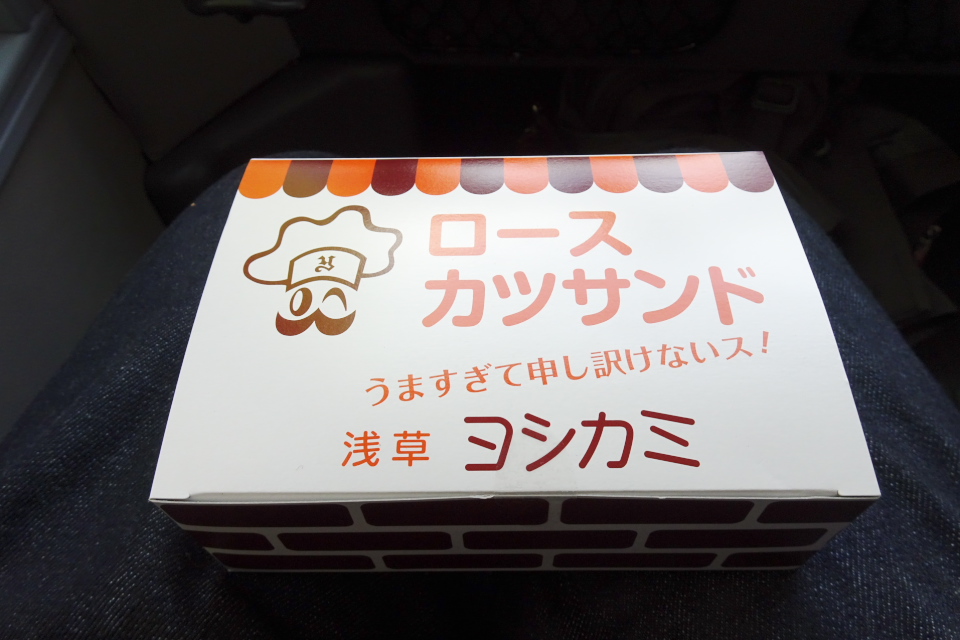 ロース
カツサンド
うますぎて申し訳けないス!
浅草 ヨシカミ